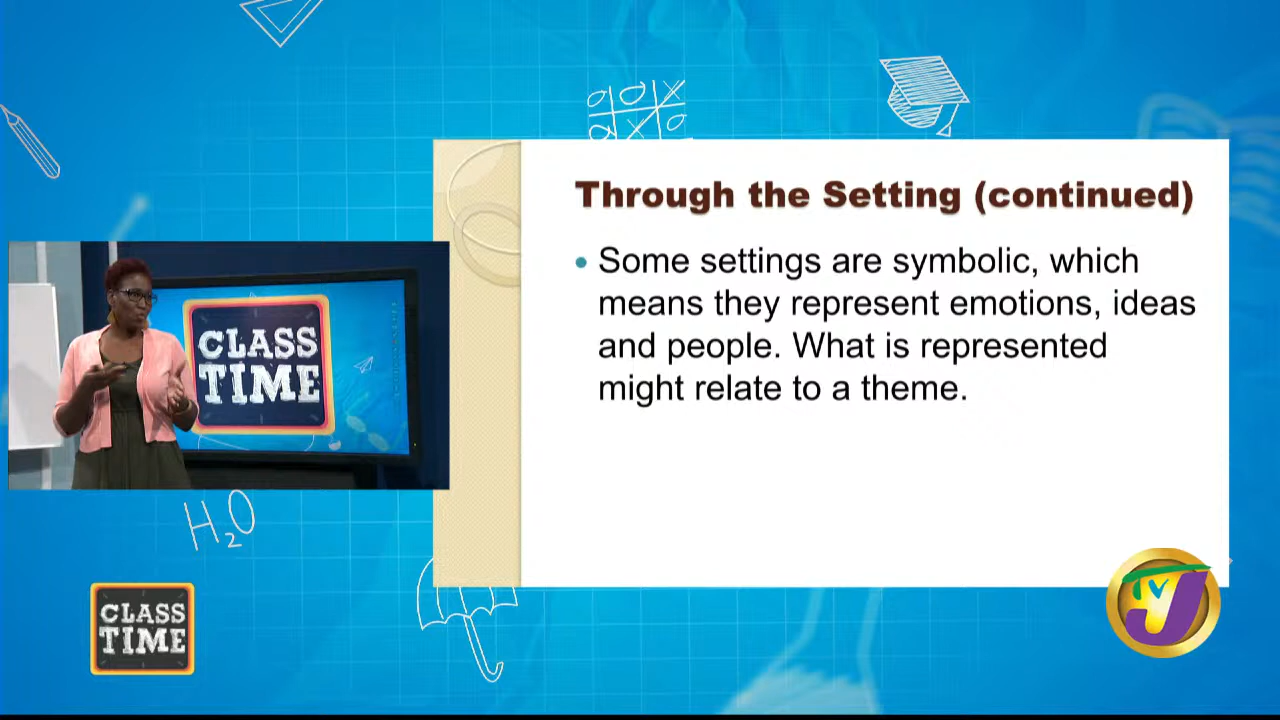 Through the Setting (continued)
• Some settings are symbolic, which
means they represent emotions, ideas
and people. What is represented
might relate to a theme.
CLASS
TIME
H₂O
CLASS
TIME
TVJ